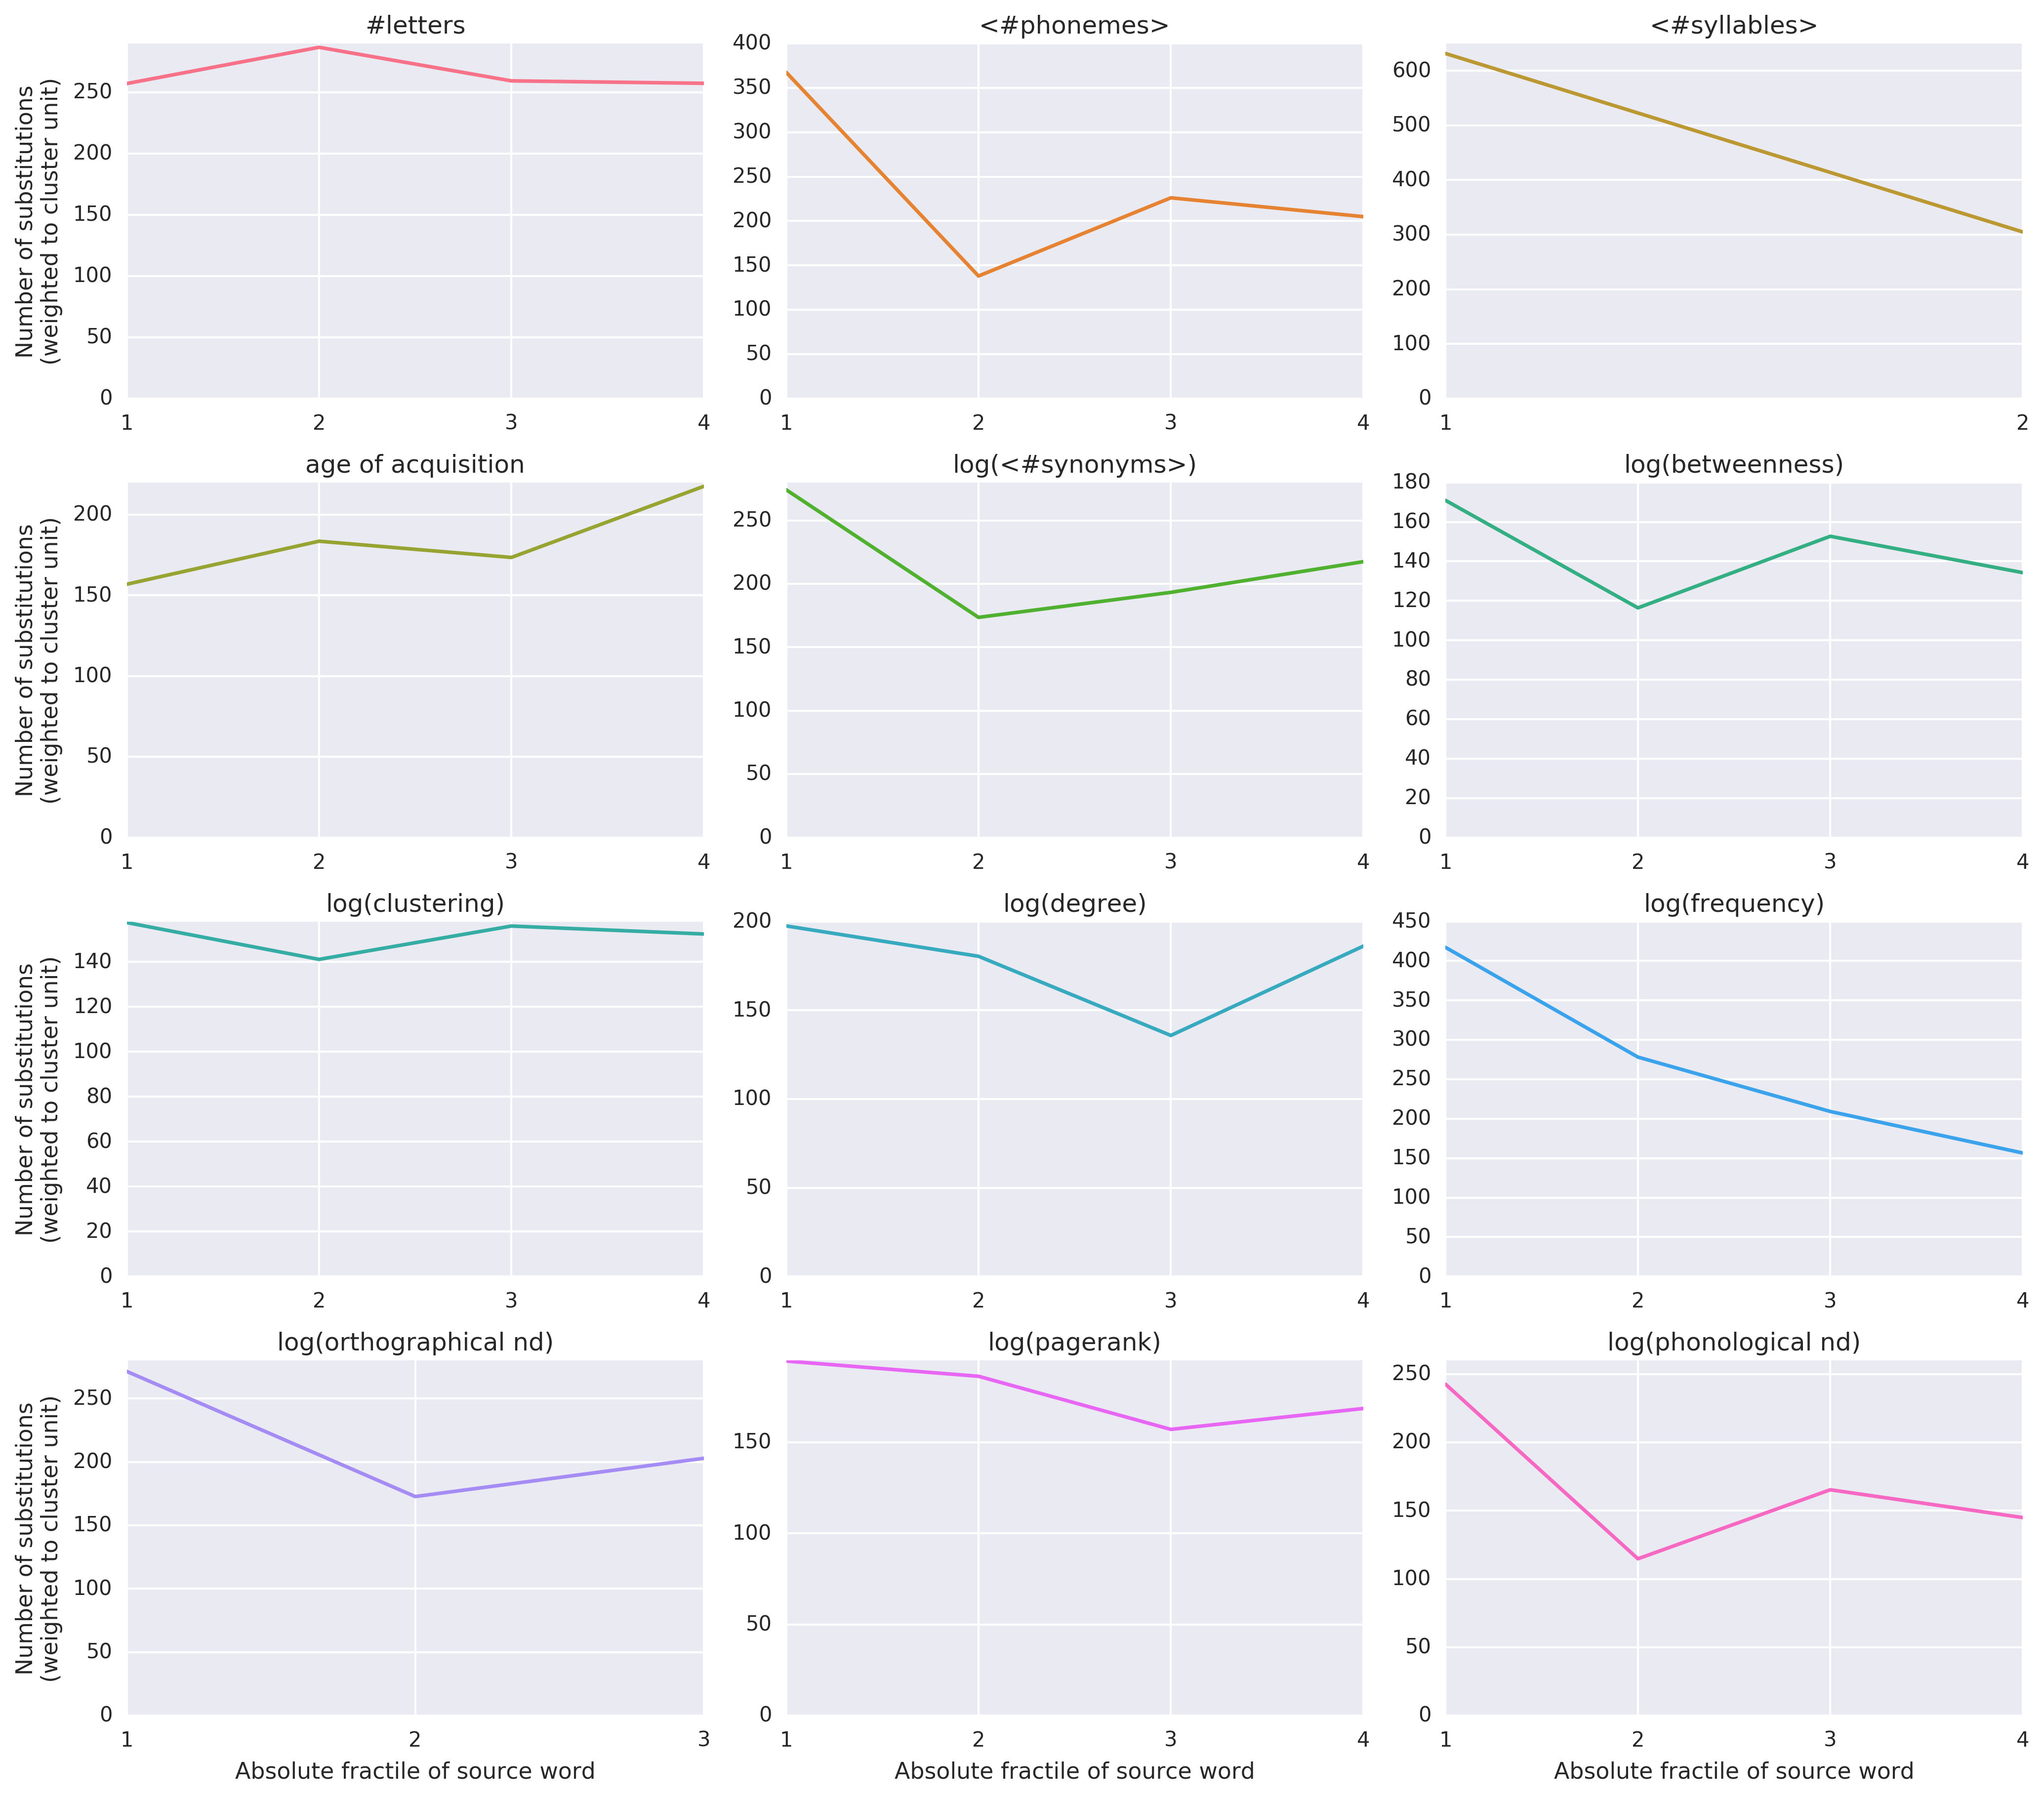 #letters
<#phonemes>
<#syllables>
Number of substitutions
(weighted to cluster unit)
250
200
150
100
50
0
1 2 3 4
400
350
300
250
200
150
100
50
0
1 2 3 4
600
500
400
300
200
100
0
1 2
age of acquisition
log(<#synonyms>)
log(betweenness)
Number of substitutions
(weighted to cluster unit)
200
150
100
50
0
1 2 3 4
250
200
150
100
50
0
1 2 3 4
180
160
140
120
100
80
60
40
20
0
1 2 3 4
log(clustering)
log(degree)
log(frequency)
Number of substitutions
(weighted to cluster unit)
140
120
100
80
60
40
20
0
1 2 3 4
200
150
100
50
0
1 2 3 4
450
400
350
300
250
200
150
100
50
0
1 2 3 4
log(orthographical nd)
log(pagerank)
log(phonological nd)
Number of substitutions
(weighted to cluster unit)
250
200
150
100
50
0
1 2 3
Absolute fractile of source word
150
100
50
0
1 2 3 4
Absolute fractile of source word
250
200
150
100
50
0
1 2 3 4
Absolute fractile of source word